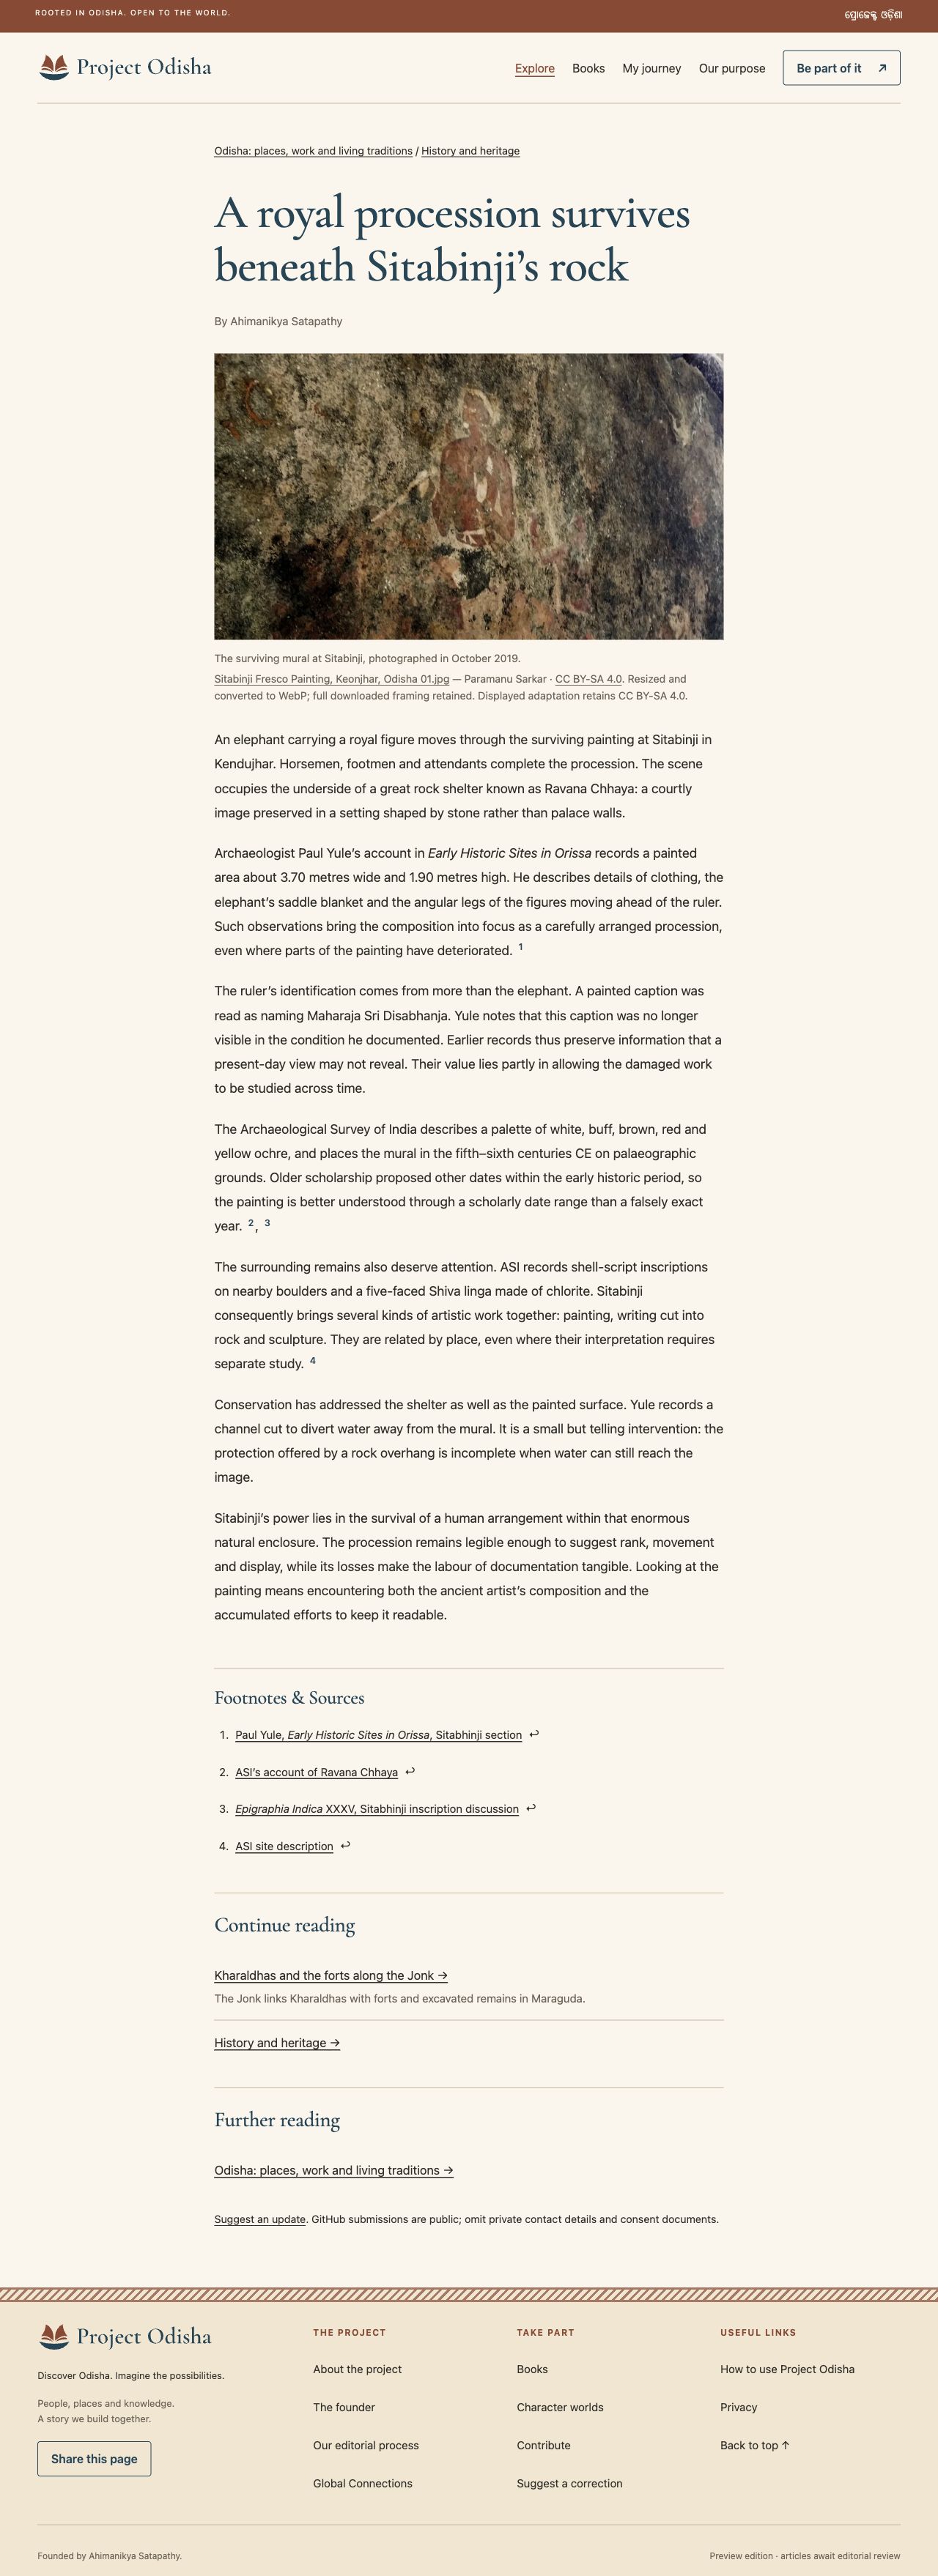 ROOTED IN ODISHA. OPEN TO THE WORLD.
ପ୍ରୋଜେକ୍ଟ ଓଡ଼ିଶା
Project Odisha
Explore Books My journey Our purpose Be part of it ↗
Odisha: places, work and living traditions / History and heritage
A royal procession survives
beneath Sitabinji’s rock
By Ahimanikya Satapathy
The surviving mural at Sitabinji, photographed in October 2019.
Sitabinji Fresco Painting, Keonjhar, Odisha 01.jpg — Paramanu Sarkar · CC BY-SA 4.0. Resized and
converted to WebP; full downloaded framing retained. Displayed adaptation retains CC BY-SA 4.0.
An elephant carrying a royal figure moves through the surviving painting at Sitabinji in
Kendujhar. Horsemen, footmen and attendants complete the procession. The scene
occupies the underside of a great rock shelter known as Ravana Chhaya: a courtly
image preserved in a setting shaped by stone rather than palace walls.
Archaeologist Paul Yule’s account in Early Historic Sites in Orissa records a painted
area about 3.70 metres wide and 1.90 metres high. He describes details of clothing, the
elephant’s saddle blanket and the angular legs of the figures moving ahead of the ruler.
Such observations bring the composition into focus as a carefully arranged procession,
even where parts of the painting have deteriorated. 1
The ruler’s identification comes from more than the elephant. A painted caption was
read as naming Maharaja Sri Disabhanja. Yule notes that this caption was no longer
visible in the condition he documented. Earlier records thus preserve information that a
present-day view may not reveal. Their value lies partly in allowing the damaged work
to be studied across time.
The Archaeological Survey of India describes a palette of white, buff, brown, red and
yellow ochre, and places the mural in the fifth–sixth centuries CE on palaeographic
grounds. Older scholarship proposed other dates within the early historic period, so
the painting is better understood through a scholarly date range than a falsely exact
year. 2, 3
The surrounding remains also deserve attention. ASI records shell-script inscriptions
on nearby boulders and a five-faced Shiva linga made of chlorite. Sitabinji
consequently brings several kinds of artistic work together: painting, writing cut into
rock and sculpture. They are related by place, even where their interpretation requires
separate study. 4
Conservation has addressed the shelter as well as the painted surface. Yule records a
channel cut to divert water away from the mural. It is a small but telling intervention: the
protection offered by a rock overhang is incomplete when water can still reach the
image.
Sitabinji’s power lies in the survival of a human arrangement within that enormous
natural enclosure. The procession remains legible enough to suggest rank, movement
and display, while its losses make the labour of documentation tangible. Looking at the
painting means encountering both the ancient artist’s composition and the
accumulated efforts to keep it readable.
Footnotes & Sources
1. Paul Yule, Early Historic Sites in Orissa, Sitabhinji section ↩
2. ASI’s account of Ravana Chhaya ↩
3. Epigraphia Indica XXXV, Sitabhinji inscription discussion ↩
4. ASI site description ↩
Continue reading
Kharaldhas and the forts along the Jonk →
The Jonk links Kharaldhas with forts and excavated remains in Maraguda.
History and heritage →
Further reading
Odisha: places, work and living traditions →
Suggest an update. GitHub submissions are public; omit private contact details and consent documents.
Project Odisha
Discover Odisha. Imagine the possibilities.
People, places and knowledge.
A story we build together.
Share this page
THE PROJECT
About the project
The founder
Our editorial process
Global Connections
TAKE PART
Books
Character worlds
Contribute
Suggest a correction
USEFUL LINKS
How to use Project Odisha
Privacy
Back to top ↑
Founded by Ahimanikya Satapathy.
Preview edition · articles await editorial review